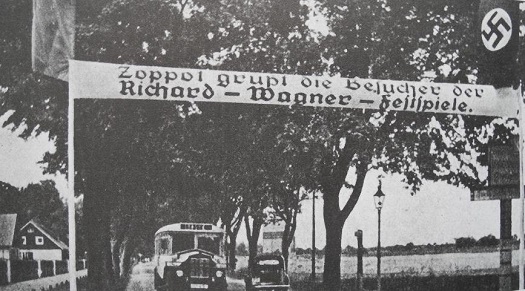 Zoppot grüßt die Besucher der
Richard - Wagner - Festspiele.